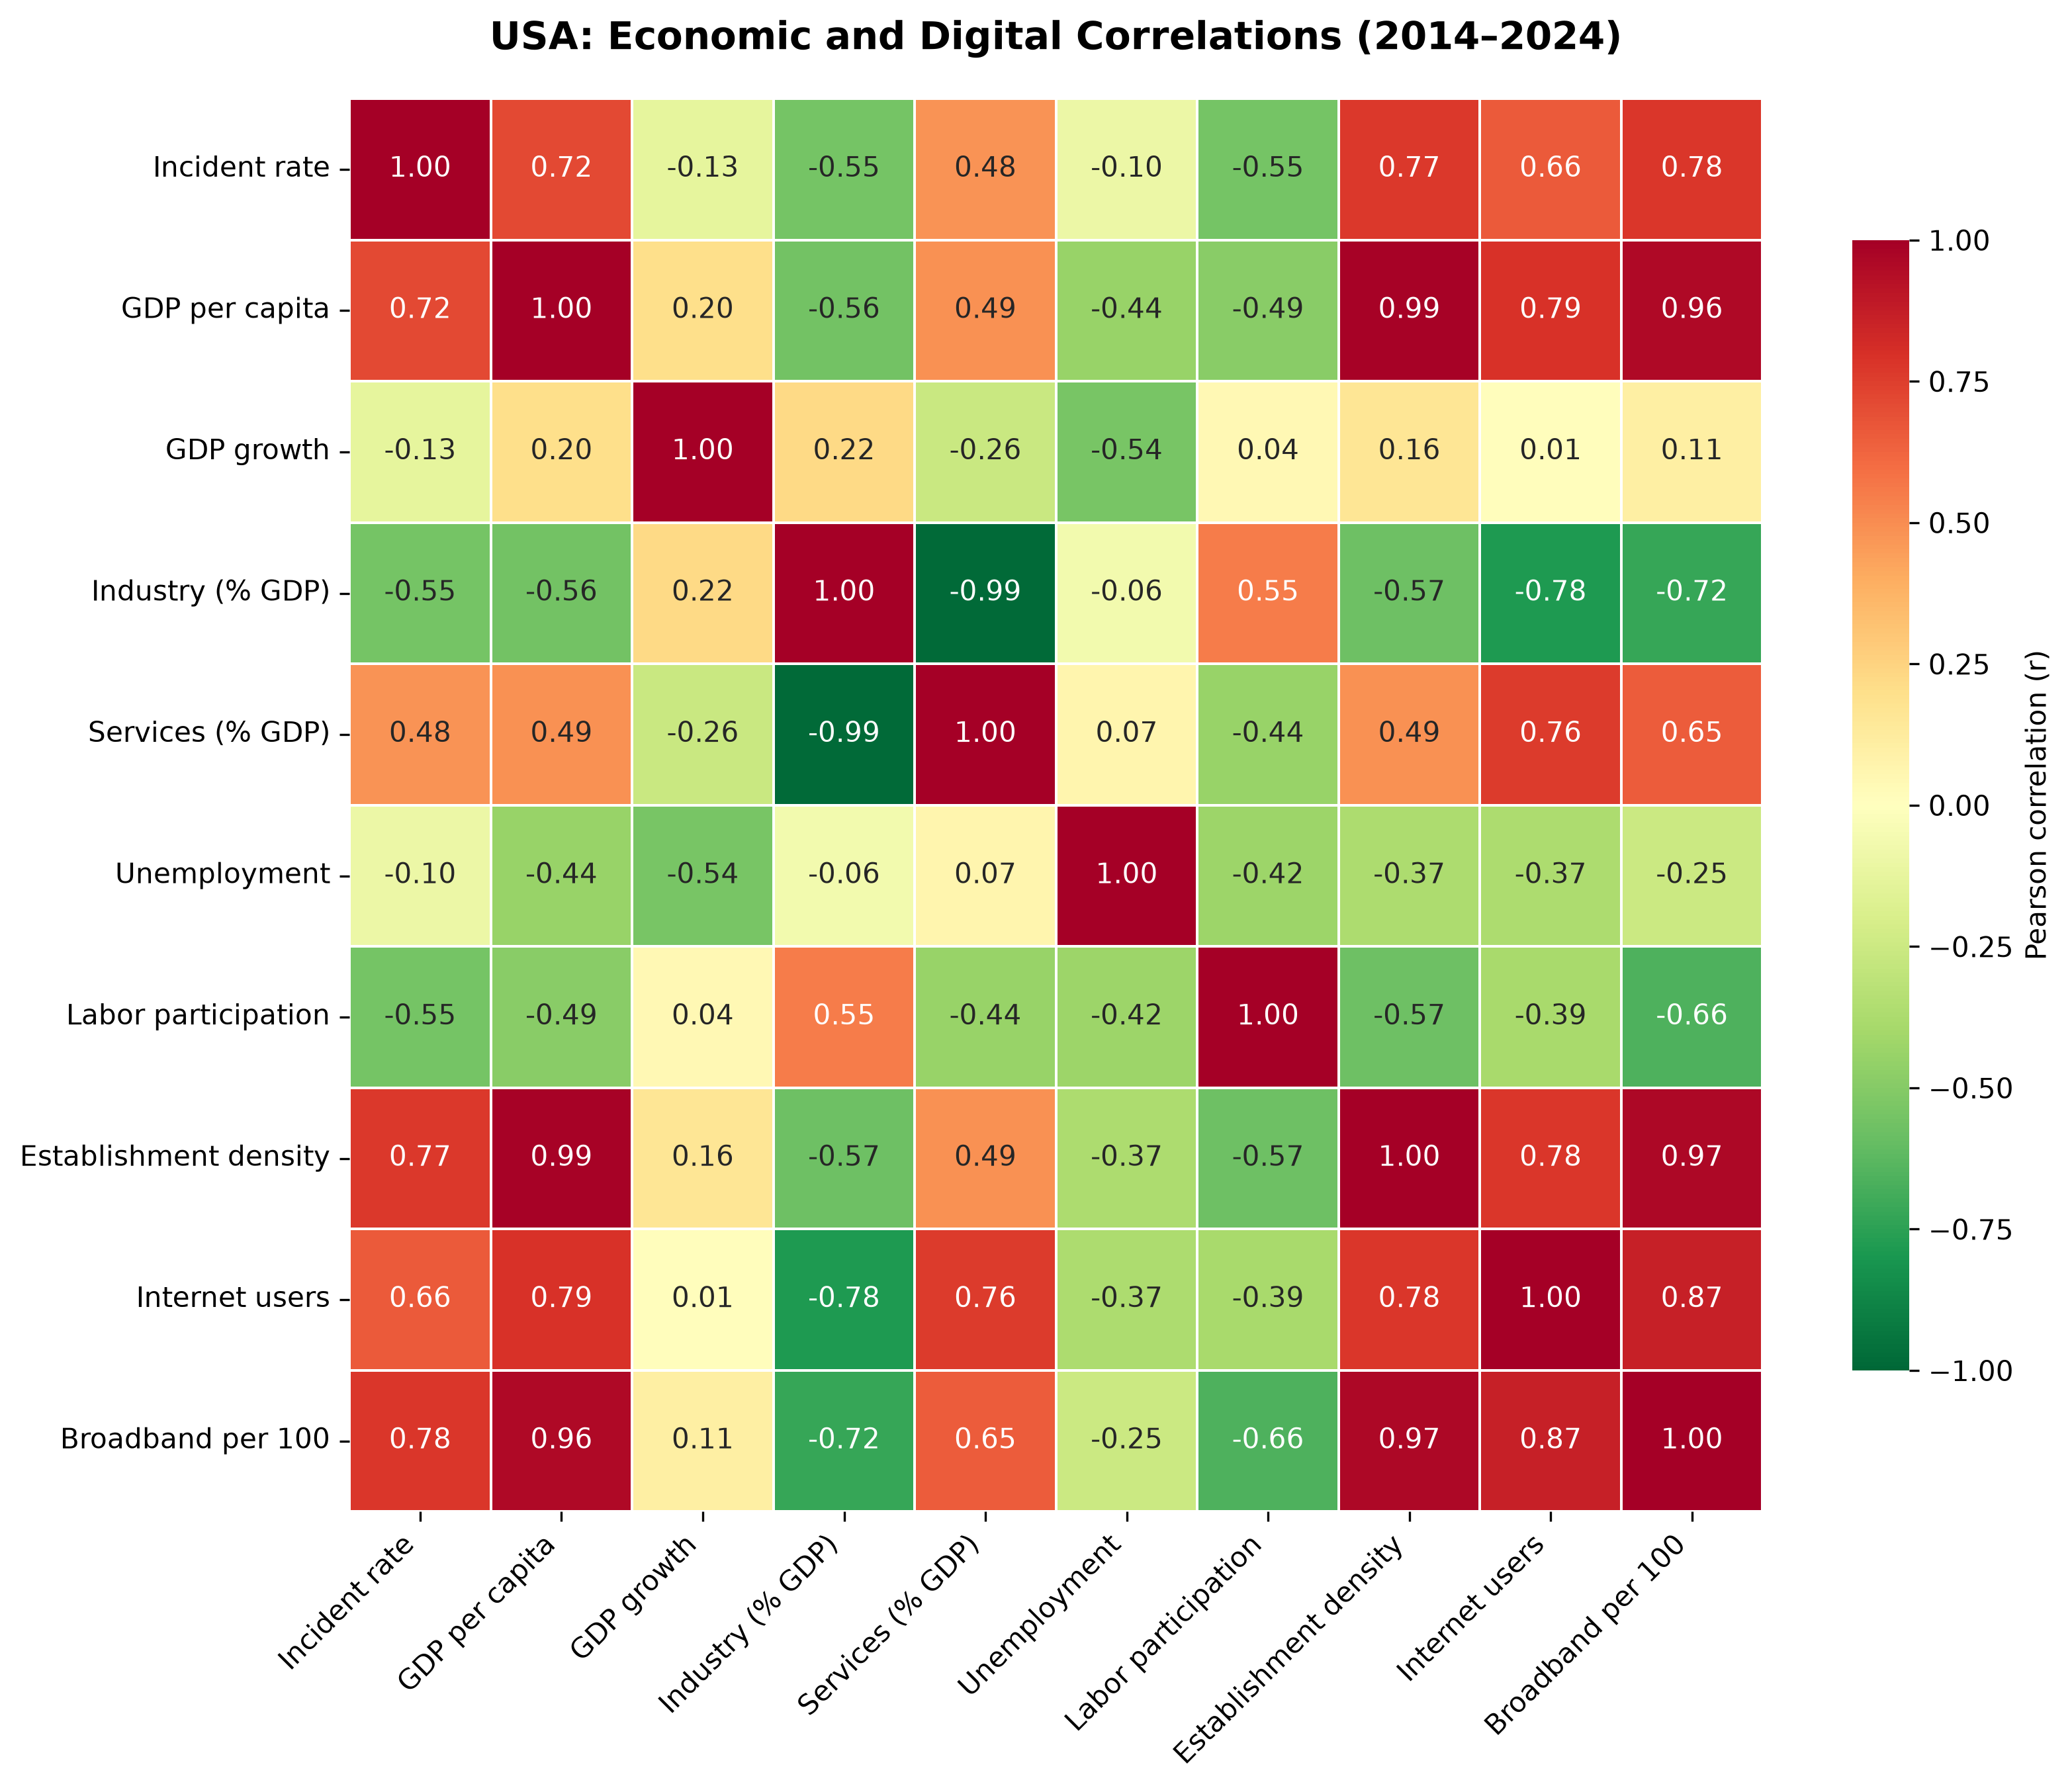 USA: Economic and Digital Correlations (2014–2024)
Incident rate 1.00 0.72 -0.13 -0.55 0.48 -0.10 -0.55 0.77 0.66 0.78
GDP per capita 0.72 1.00 0.20 -0.56 0.49 -0.44 -0.49 0.99 0.79 0.96
GDP growth -0.13 0.20 1.00 0.22 -0.26 -0.54 0.04 0.16 0.01 0.11
Industry (% GDP) -0.55 -0.56 0.22 1.00 -0.99 -0.06 0.55 -0.57 -0.78 -0.72
Services (% GDP) 0.48 0.49 -0.26 -0.99 1.00 0.07 -0.44 0.49 0.76 0.65
Unemployment -0.10 -0.44 -0.54 -0.06 0.07 1.00 -0.42 -0.37 -0.37 -0.25
Labor participation -0.55 -0.49 0.04 0.55 -0.44 -0.42 1.00 -0.57 -0.39 -0.66
Establishment density 0.77 0.99 0.16 -0.57 0.49 -0.37 -0.57 1.00 0.78 0.97
Internet users 0.66 0.79 0.01 -0.78 0.76 -0.37 -0.39 0.78 1.00 0.87
Broadband per 100 0.78 0.96 0.11 -0.72 0.65 -0.25 -0.66 0.97 0.87 1.00
Incident rate
GDP per capita
GDP growth
Industry (% GDP)
Services (% GDP)
Unemployment
Labor participation
Establishment density
Internet users
Broadband per 100
1.00
0.75
0.50
0.25
0.00
−0.25
−0.50
−0.75
−1.00
Pearson correlation (r)